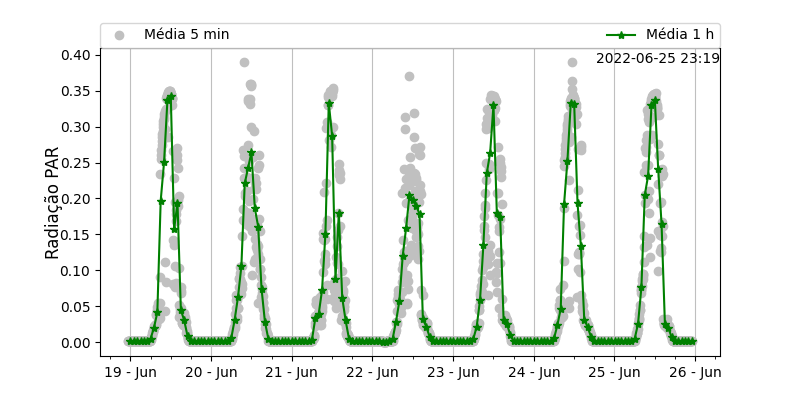 Média 5 min
Média 1 h
2022-06-25 23:19
0.40
0.35
0.30
0.25
0.20
0.15
0.10
0.05
0.00
Radiação PAR
19 - Jun
20 - Jun
21 - Jun
22 - Jun
23 - Jun
24 - Jun
25 - Jun
26 - Jun